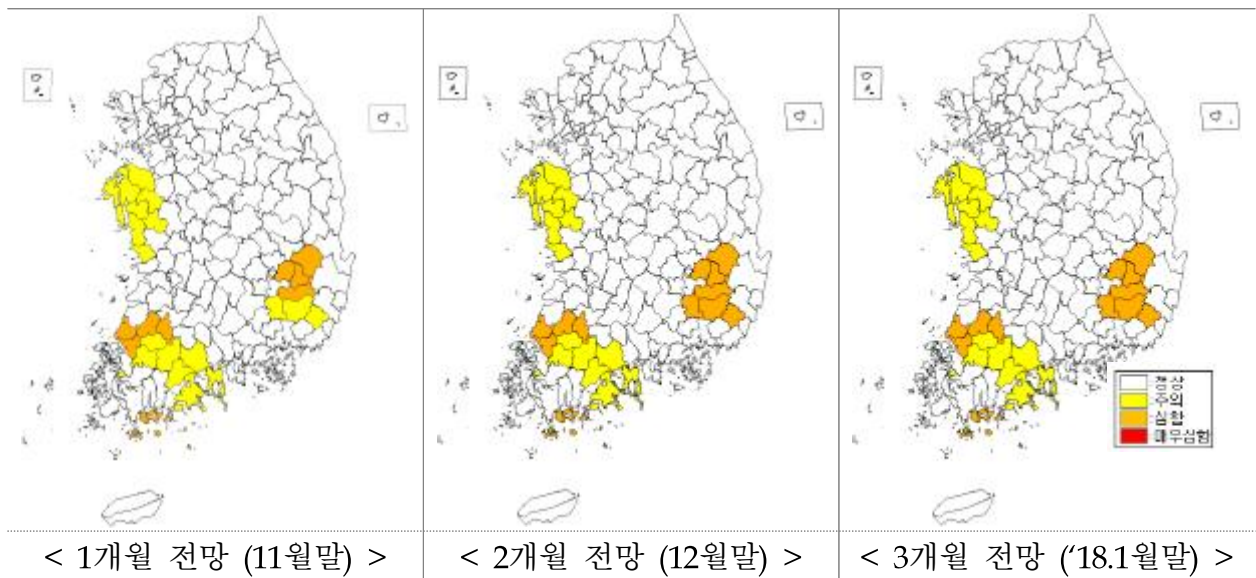 정상
주의
심함
매우심함
< 1개월 전망 (11월말) >
< 2개월 전망 (12월말) >
< 3개월 전망 (‘18.1월말) >